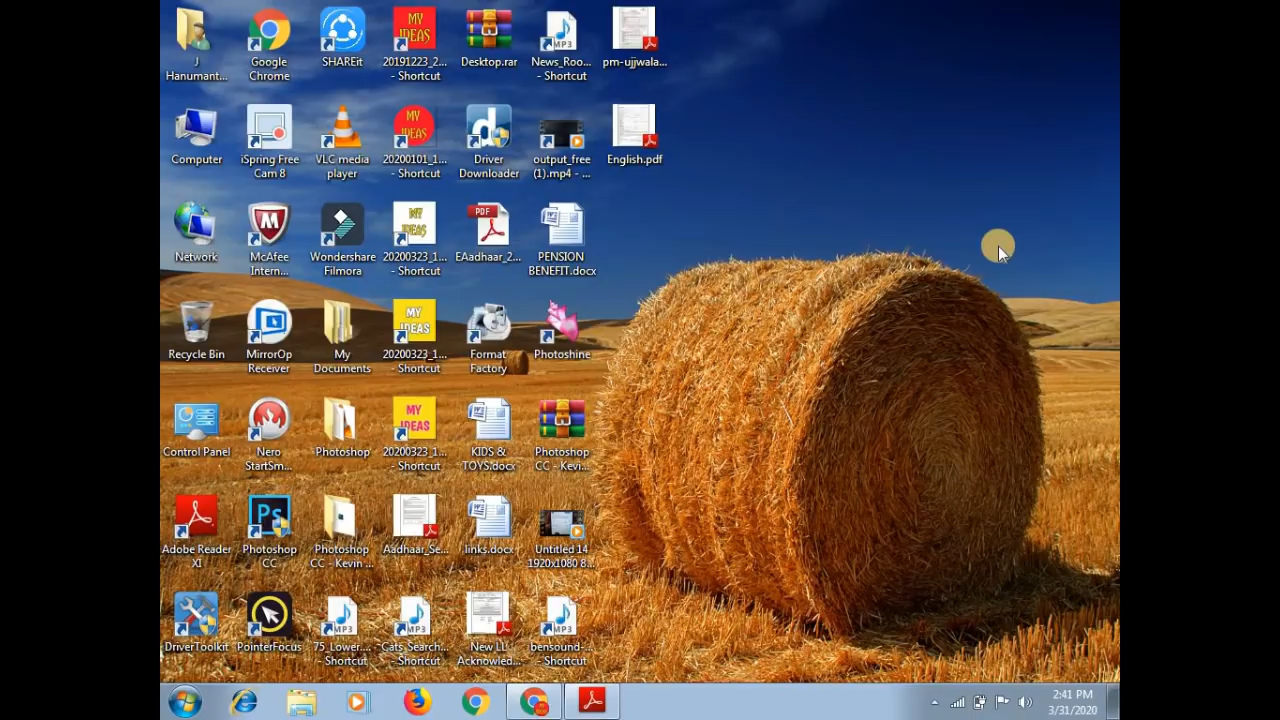 J
Hanumant...
Google
Chrome
SHAREit
MY
IDEAS
20191223_2...
- Shortcut
Desktop.rar
MP3
News_Roo...
- Shortcut
pm-ujjwala...
Computer
iSpring Free
Cam 8
VLC media
player
MY
IDEAS
20200101_1...
- Shortcut
d
Driver
Downloader
output_free
(1).mp4 - ...
English.pdf
Network
McAfee
Intern...
Wondershare
Filmora
MY
IDEAS
20200323_1...
- Shortcut
PDF
EAadhaar_2...
PENSION
BENEFIT.docx
Recycle Bin
MirrorOp
Receiver
My
Documents
MY
IDEAS
20200323_1...
- Shortcut
Format
Factory
Photoshine
Control Panel
Nero
StartSm...
Photoshop
MY
IDEAS
20200323_1...
- Shortcut
KIDS &
TOYS.docx
Photoshop
CC - Kevi...
Adobe Reader
XI
Ps
Photoshop
CC
Photoshop
CC - Kevin ...
Aadhaar_Se...
links.docx
Untitled 14
1920x1080 8...
DriverToolkit
PointerFocus
MP3
75_Lower...
- Shortcut
MP3
Cats_Search...
- Shortcut
New LL
Acknowled...
MP3
bensound-...
- Shortcut
2:41 PM
3/31/2020